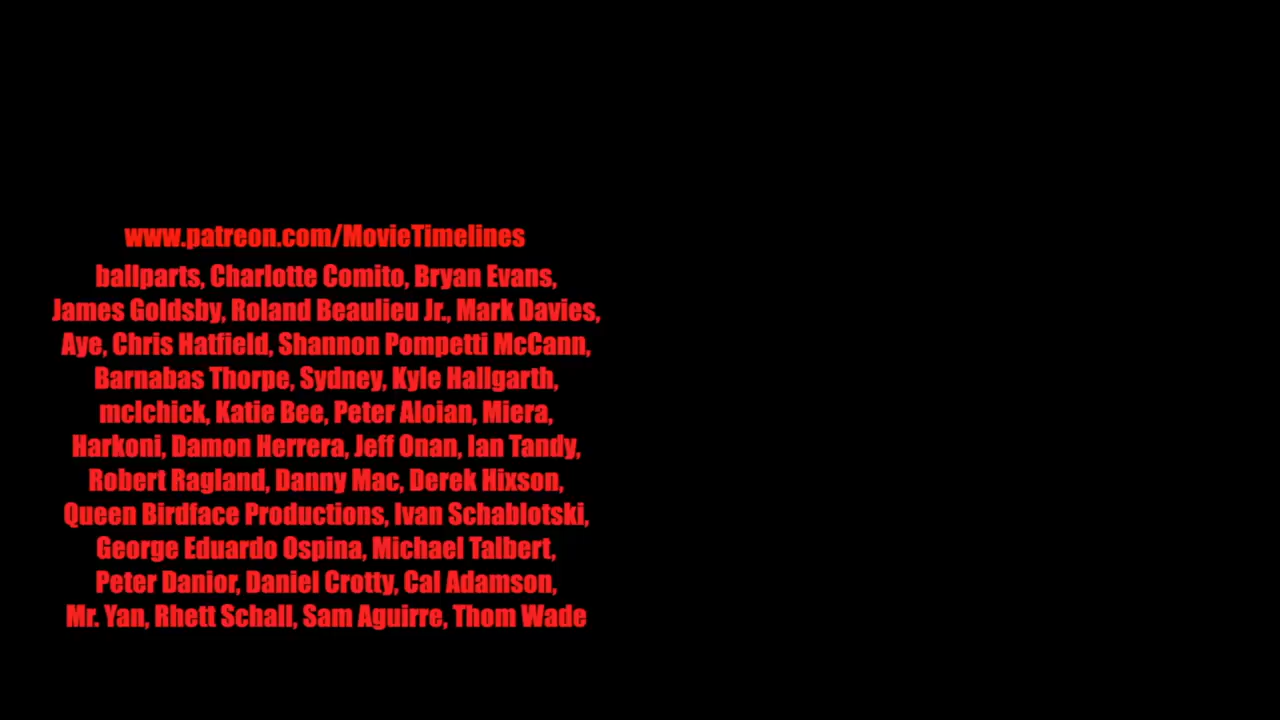 www.patreon.com/MovieTimelines
ballparts, Charlotte Comito, Bryan Evans,
James Goldsby, Roland Beaulieu Jr., Mark Davies,
Aye, Chris Hatfield, Shannon Pompetti McCann,
Barnabas Thorpe, Sydney, Kyle Hallgarth,
mclchick, Katie Bee, Peter Aloian, Miera,
Harkoni, Damon Herrera, Jeff Onan, Ian Tandy,
Robert Ragland, Danny Mac, Derek Hixson,
Queen Birdface Productions, Ivan Schablotski,
George Eduardo Ospina, Michael Talbert,
Peter Danior, Daniel Crotty, Cal Adamson,
Mr. Yan, Rhett Schall, Sam Aguirre, Thom Wade